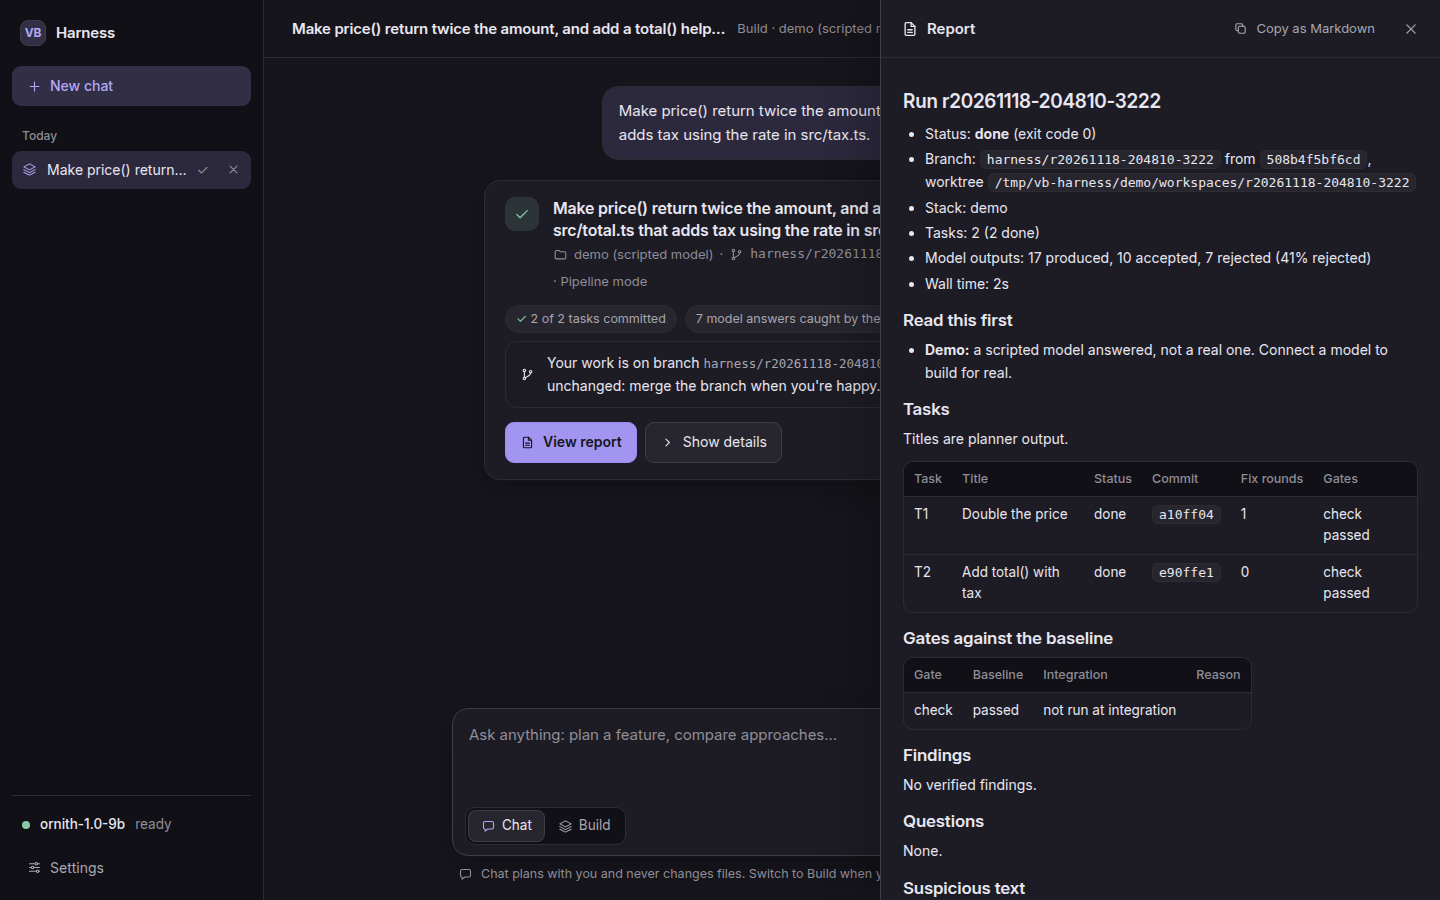 VB Harness
New chat
Today
Make price() return...
ornith-1.0-9b ready
Settings
Make price() return twice the amount, and add a total() help... Build · demo (scripted
Make price() return twice the amount
adds tax using the rate in src/tax.ts.
Make price() return twice the amount, and a
src/total.ts that adds tax using the rate in
demo (scripted model) · harness/r20261118
· Pipeline mode
2 of 2 tasks committed 7 model answers caught by the
Your work is on branch harness/r20261118-204810
unchanged: merge the branch when you're happy.
View report Show details
Ask anything: plan a feature, compare approaches...
Chat Build
Chat plans with you and never changes files. Switch to Build when
Report Copy as Markdown
Run r20261118-204810-3222
• Status: done (exit code 0)
• Branch: harness/r20261118-204810-3222 from 508b4f5bf6cd ,
worktree /tmp/vb-harness/demo/workspaces/r20261118-204810-3222
• Stack: demo
• Tasks: 2 (2 done)
• Model outputs: 17 produced, 10 accepted, 7 rejected (41% rejected)
• Wall time: 2s
Read this first
• Demo: a scripted model answered, not a real one. Connect a model to
build for real.
Tasks
Titles are planner output.
Task Title Status Commit Fix rounds Gates
T1 Double the price done a10ff04 1 check
passed
T2 Add total() with done e90ffe1 0 check
tax passed
Gates against the baseline
Gate Baseline Integration Reason
check passed not run at integration
Findings
No verified findings.
Questions
None.
Suspicious text